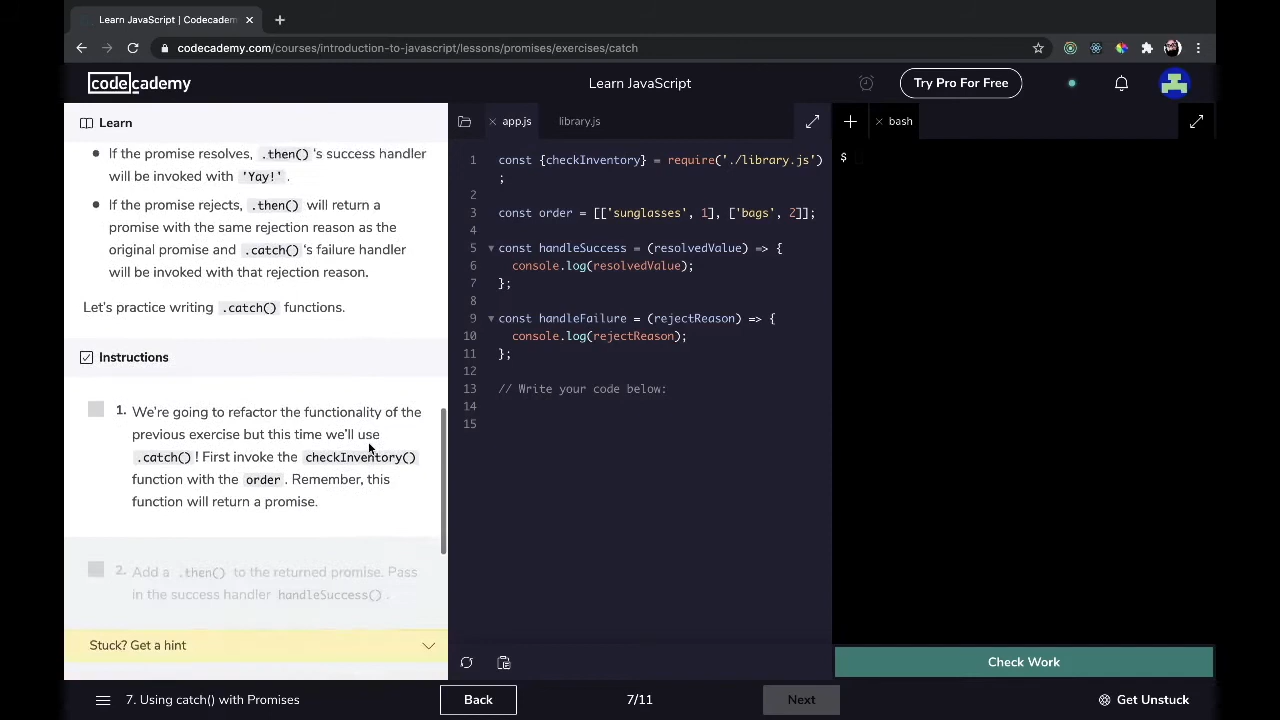 Learn JavaScript | Codecadem
codecademy.com/courses/introduction-to-javascript/lessons/promises/exercises/catch
codecademy
Learn JavaScript
Try Pro For Free
Learn
If the promise resolves, .then() 's success handler
will be invoked with 'Yay!' .
If the promise rejects, .then() will return a
promise with the same rejection reason as the
original promise and .catch() 's failure handler
will be invoked with that rejection reason.
Let's practice writing .catch() functions.
Instructions
1. We're going to refactor the functionality of the
previous exercise but this time we'll use
.catch() ! First invoke the checkInventory()
function with the order . Remember, this
function will return a promise.
2. Add a .then() to the returned promise. Pass
in the success handler handleSuccess() .
Stuck? Get a hint
app.js
library.js
1 const {checkInventory} = require('./library.js')
;
2
3 const order = [['sunglasses', 1], ['bags', 2]];
4
5 const handleSuccess = (resolvedValue) => {
6 console.log(resolvedValue);
7 };
8
9 const handleFailure = (rejectReason) => {
10 console.log(rejectReason);
11 };
12
13 // Write your code below:
14
15
bash
$
Check Work
7. Using catch() with Promises
Back
7/11
Next
Get Unstuck